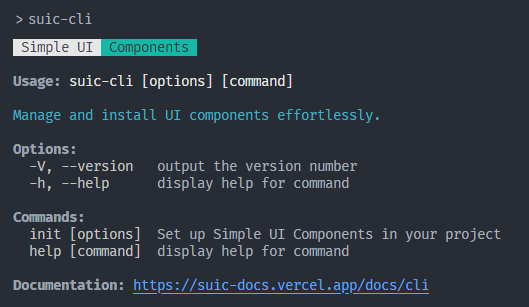 > suic-cli
Simple UI Components
Usage: suic-cli [options] [command]
Manage and install UI components effortlessly.
Options:
-V, --version output the version number
-h, --help display help for command
Commands:
init [options] Set up Simple UI Components in your project
help [command] display help for command
Documentation: https://suic-docs.vercel.app/docs/cli